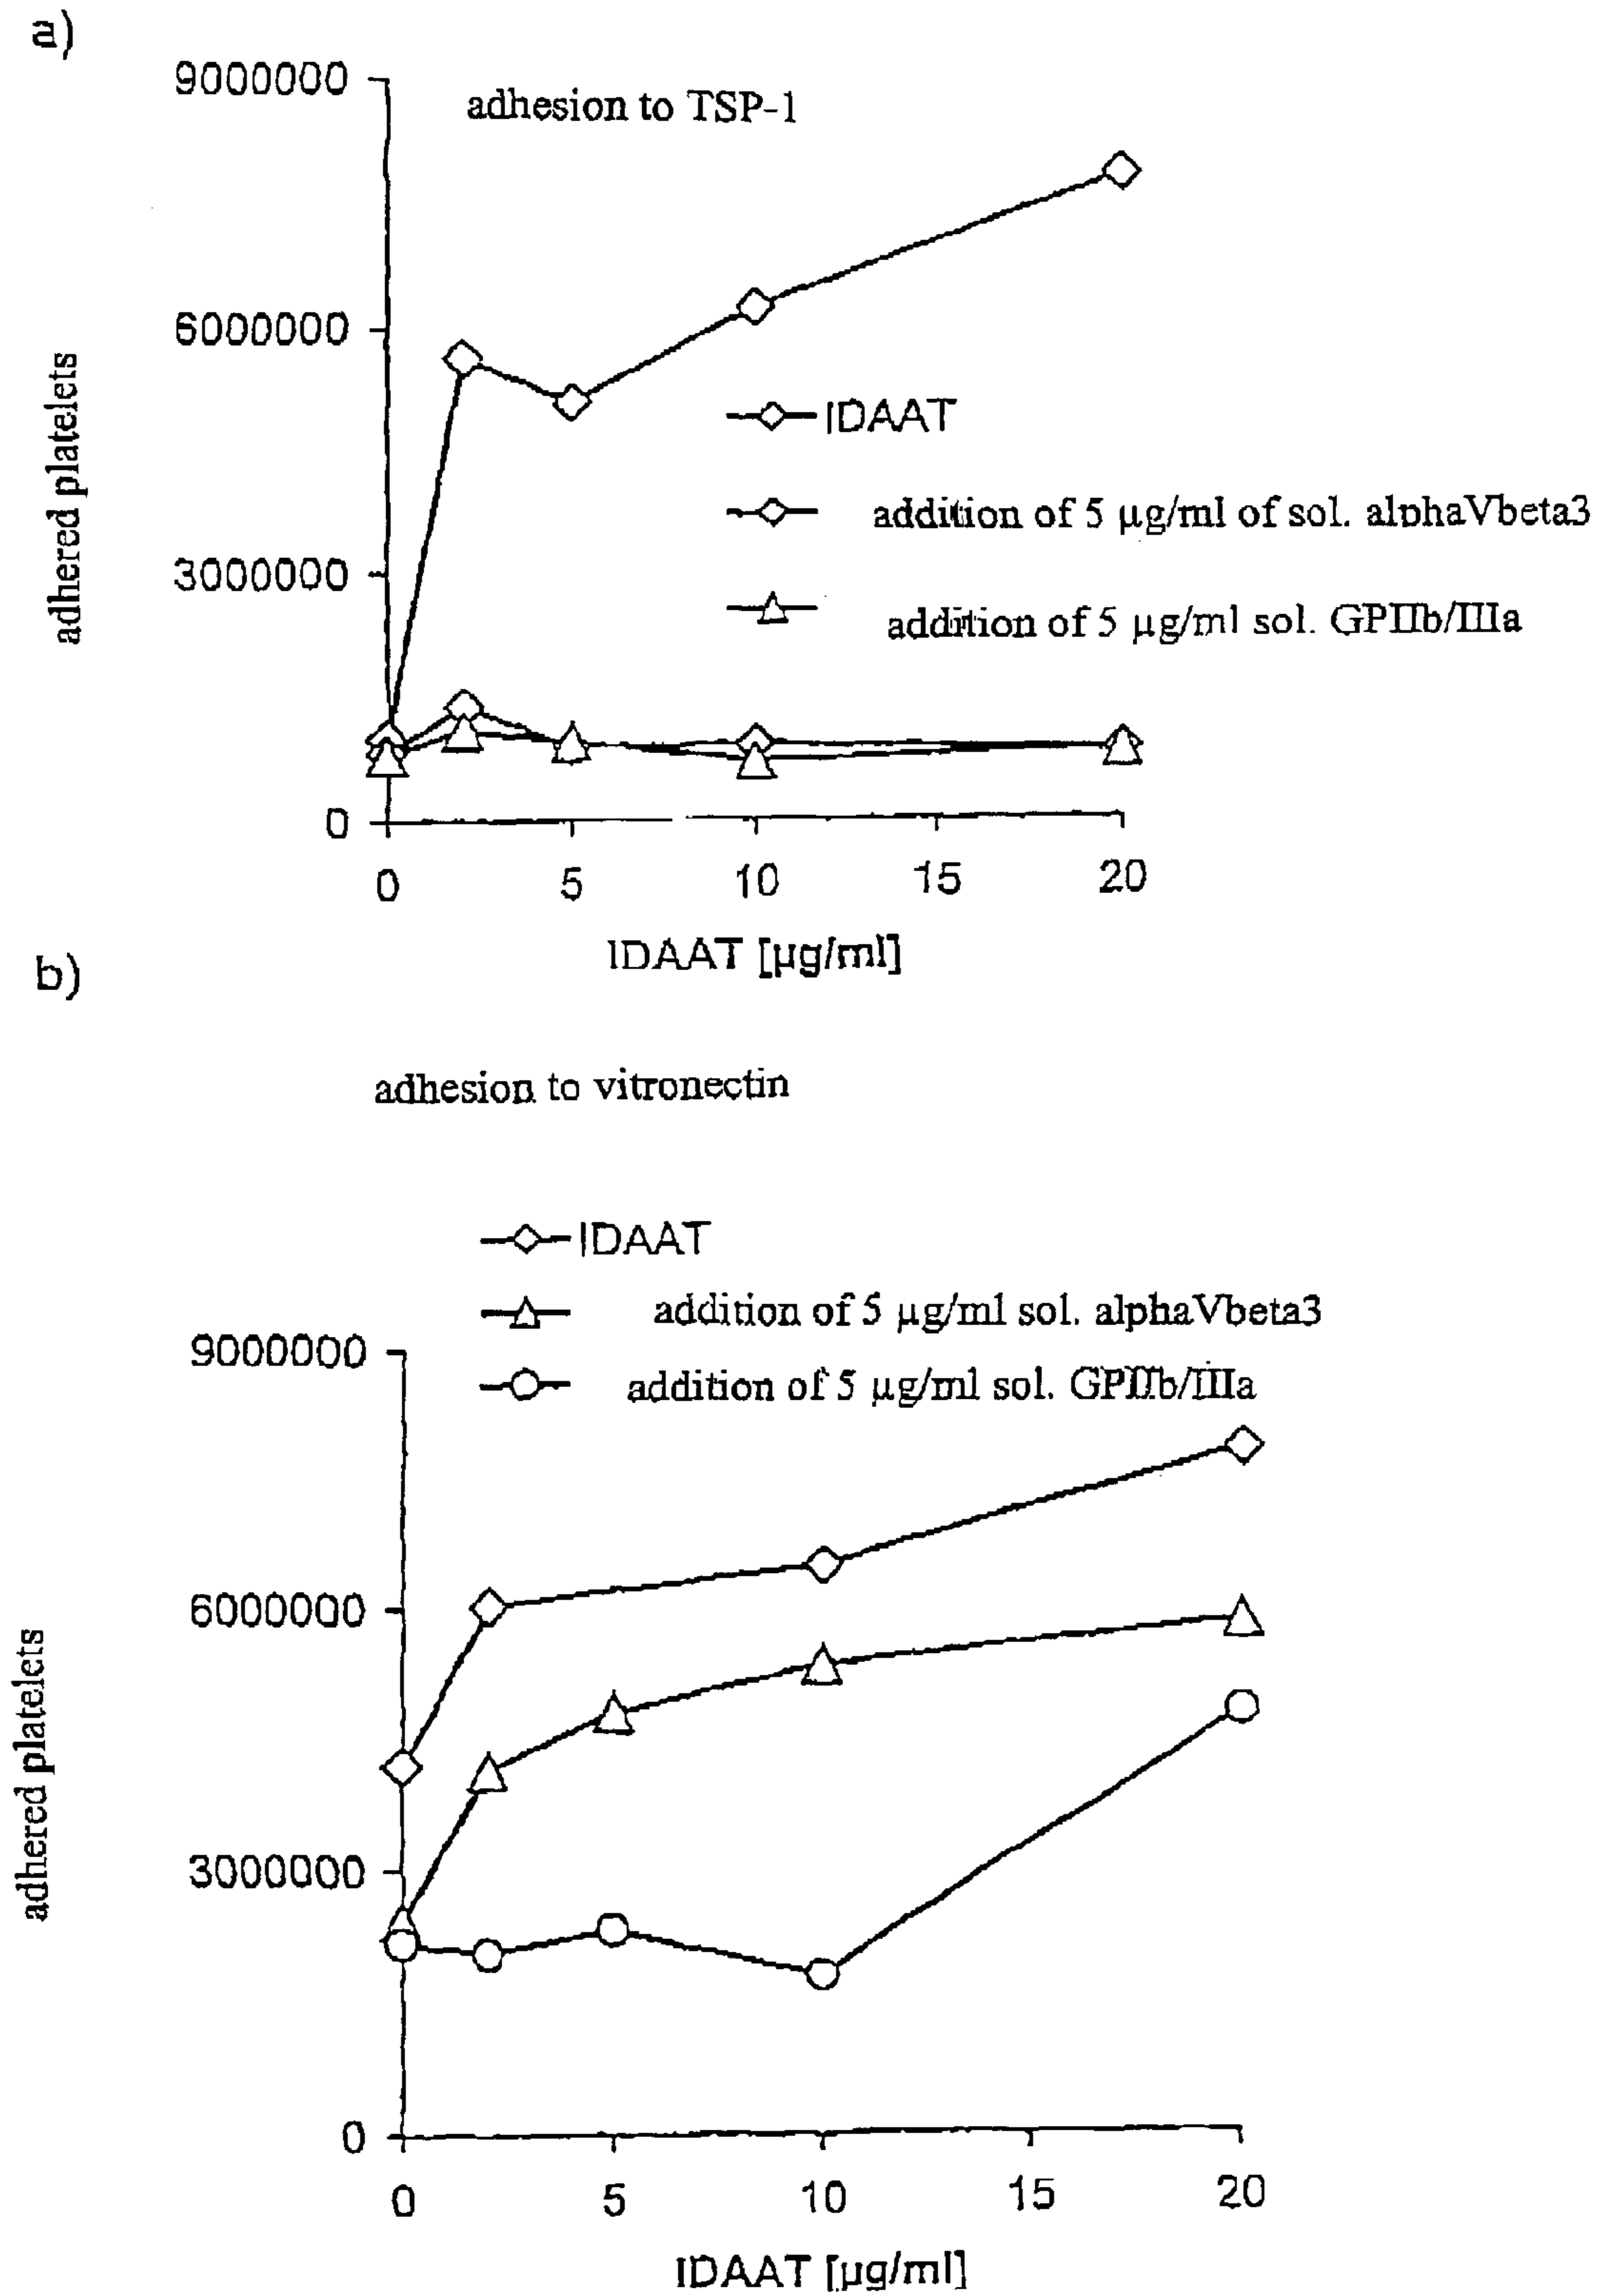 a)
9000000
adhesion to TSP-1
6000000
IDAAT
addition of 5 µg/ml of sol. alphaVbeta3
3000000
addition of 5 µg/ml sol. GPIIb/IIIa
adhered platelets
0
0 5 10 15 20
IDAAT [µg/ml]
b)
adhesion to vitronectin
IDAAT
addition of 5 µg/ml sol. alphaVbeta3
9000000
addition of 5 µg/ml sol. GPIIb/IIIa
6000000
adhered platelets
3000000
0
0 5 10 15 20
IDAAT [µg/ml]